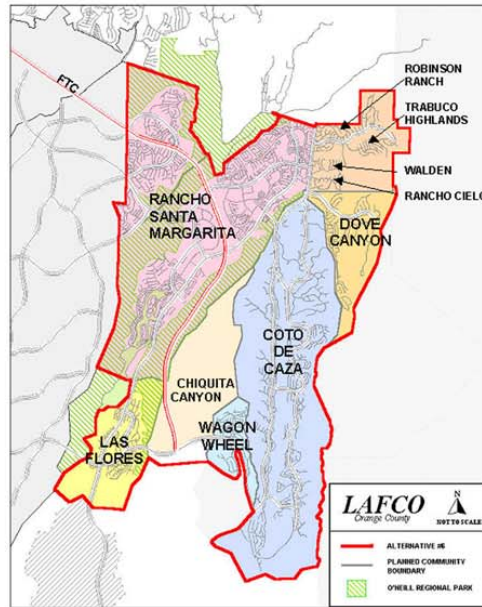 FTC
ROBINSON
RANCH
TRABUCO
HIGHLANDS
WALDEN
RANCHO CIELO
RANCHO
SANTA
MARGARITA
DOVE
CANYON
COTO
DE
CAZA
CHIQUITA
CANYON
WAGON
WHEEL
LAS
FLORES
LAFCO
Orange County
N
NOT TO SCALE
ALTERNATIVE #6
PLANNED COMMUNITY
BOUNDARY
O'NEILL REGIONAL PARK